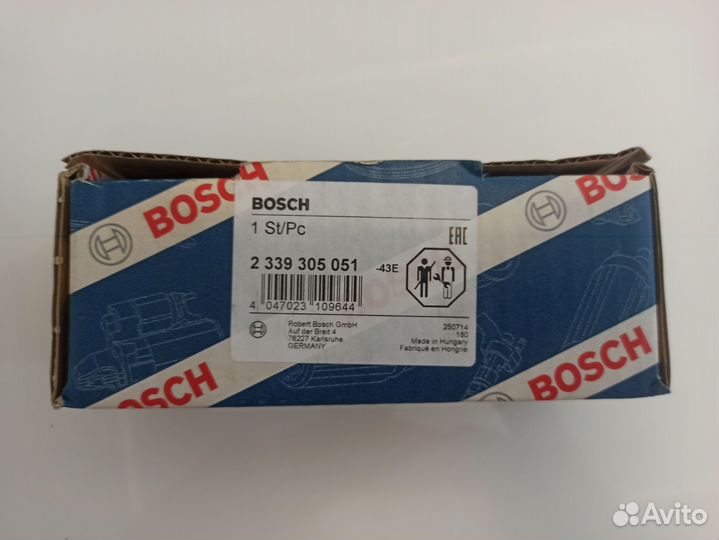 BOSCH
BOSCH
1 St/Pc
EAC
2 339 305 051 -43E
4 047023 109644
Robert Bosch GmbH
Auf der Breit 4
76227 Karlsruhe
GERMANY
250714
180
Made in Hungary
Fabriqué en Hongrie
BOSCH
BOSCH
BOSCH
Avito